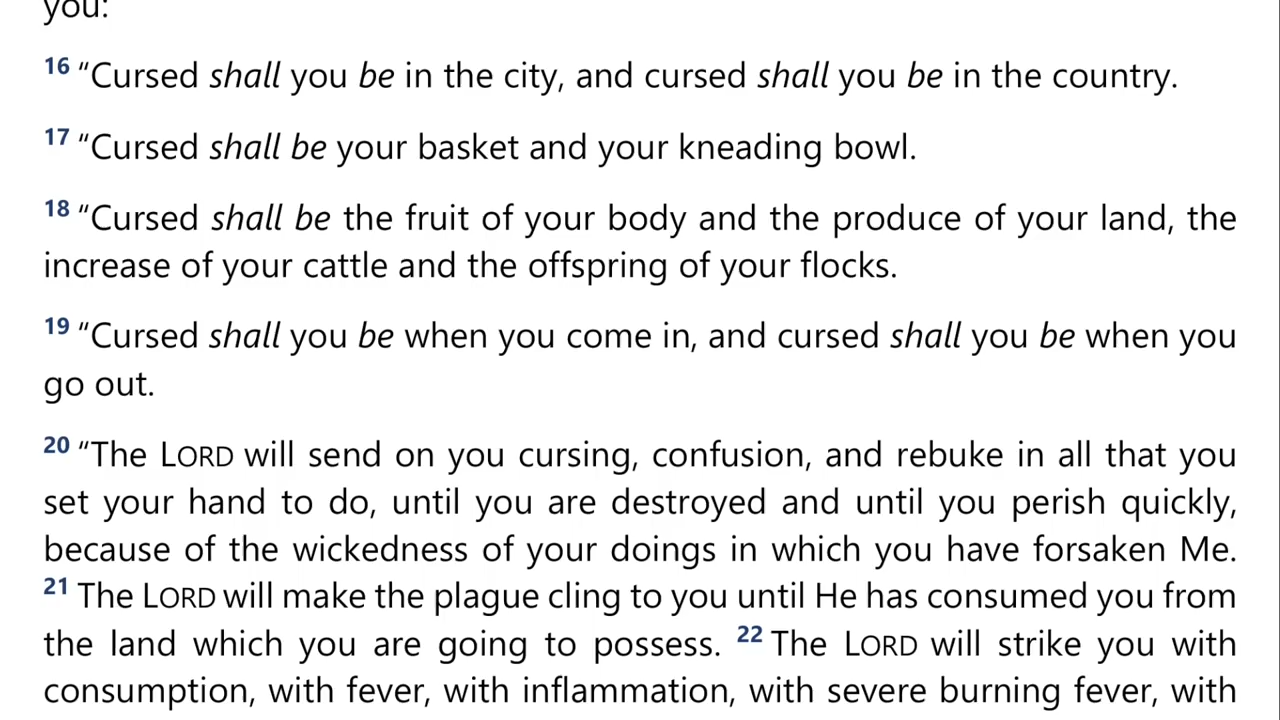 you:
16 “Cursed shall you be in the city, and cursed shall you be in the country.
17 “Cursed shall be your basket and your kneading bowl.
18 “Cursed shall be the fruit of your body and the produce of your land, the
increase of your cattle and the offspring of your flocks.
19 “Cursed shall you be when you come in, and cursed shall you be when you
go out.
20 “The LORD will send on you cursing, confusion, and rebuke in all that you
set your hand to do, until you are destroyed and until you perish quickly,
because of the wickedness of your doings in which you have forsaken Me.
21 The LORD will make the plague cling to you until He has consumed you from
the land which you are going to possess. 22 The LORD will strike you with
consumption, with fever, with inflammation, with severe burning fever, with